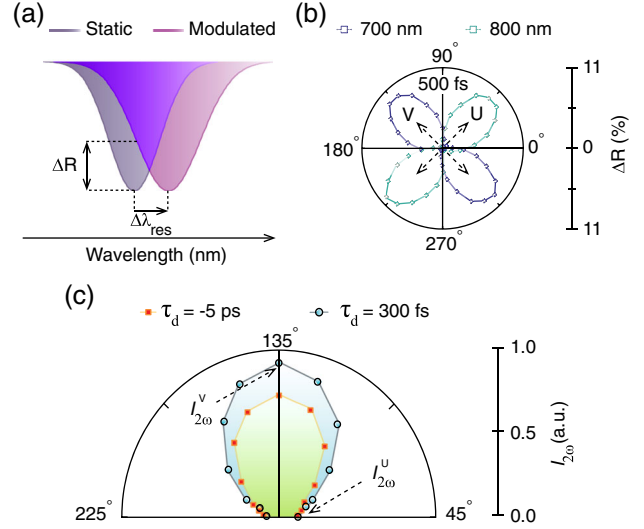 (a)
Static
Modulated
ΔR
Δλres
Wavelength (nm)
(b)
700 nm
800 nm
90°
500 fs
V
U
180°
0°
270°
11
0
11
ΔR (%)
(c)
τd = -5 ps
τd = 300 fs
135°
I2ωV
I2ωU
225°
45°
1.0
0.5
0.0
I2ω(a.u.)